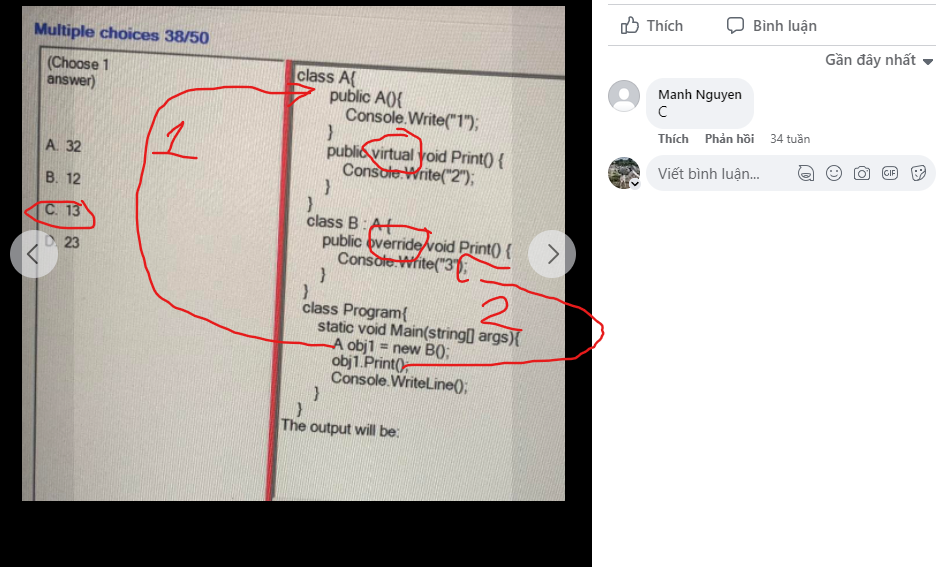 Multiple choices 38/50
(Choose 1
answer)
A. 32
B. 12
C. 13
D. 23
1
class A{
public A(){
Console.Write("1");
}
public virtual void Print() {
Console.Write("2");
}
}
class B : A {
public override void Print() {
Console.Write("3");
}
}
class Program{
static void Main(string[] args){
A obj1 = new B();
obj1.Print();
Console.WriteLine();
}
}
The output will be:
2
Thích
Bình luận
Gần đây nhất
Manh Nguyen
C
Thích Phản hồi 34 tuần
Viết bình luận...
GIF